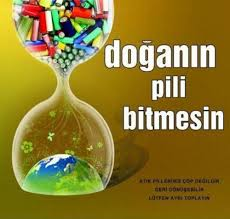 doğanın
pili
bitmesin
ATIK PİLLERİNİZ ÇÖP DEĞİLDİR
GERİ DÖNÜŞEBİLİR
LÜTFEN AYRI TOPLAYIN